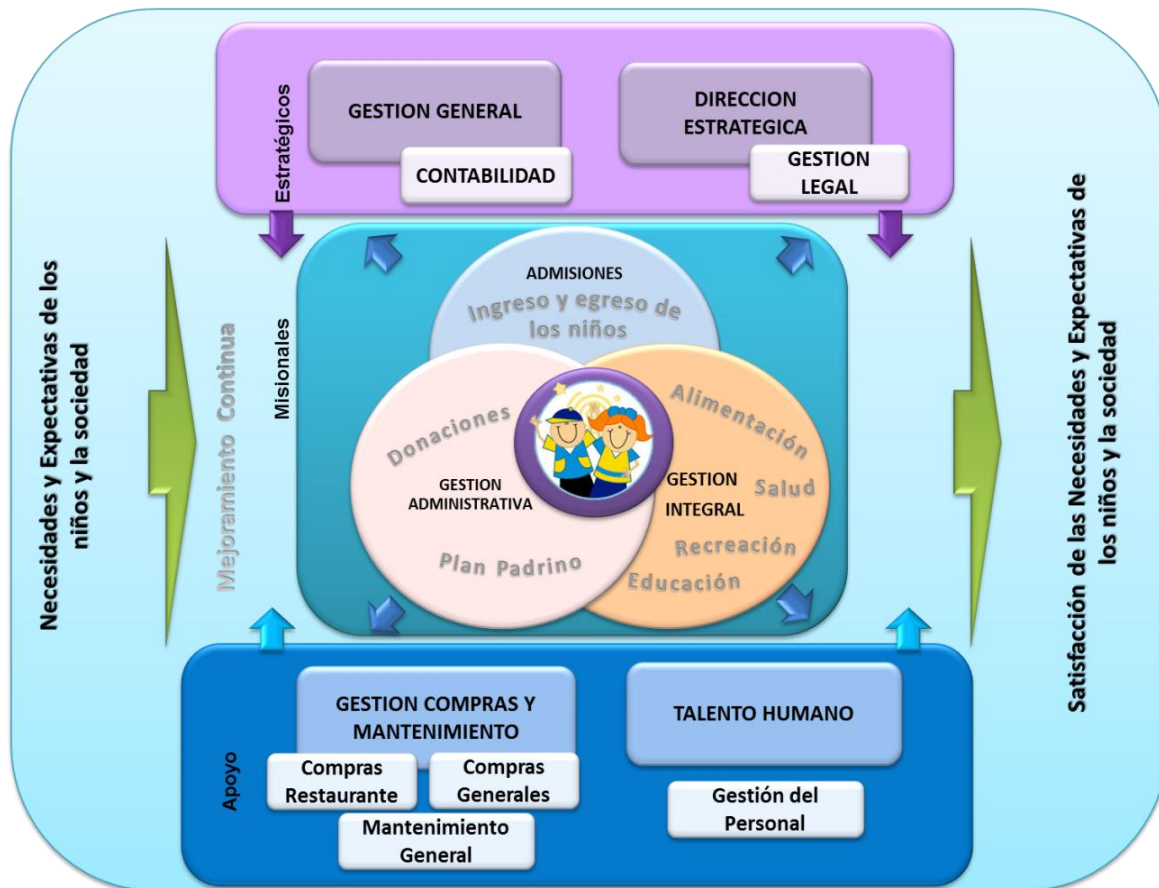 Necesidades y Expectativas de los
niños y la sociedad
Mejoramiento Continua
Estratégicos
GESTION GENERAL
CONTABILIDAD
DIRECCION
ESTRATEGICA
GESTION
LEGAL
Misionales
ADMISIONES
Ingreso y egreso de
los niños
Donaciones
GESTION
ADMINISTRATIVA
Plan Padrino
Alimentación
GESTION
INTEGRAL
Salud
Recreación
Educación
Apoyo
GESTION COMPRAS Y
MANTENIMIENTO
Compras
Restaurante
Compras
Generales
Mantenimiento
General
TALENTO HUMANO
Gestión del
Personal
Satisfacción de las Necesidades y Expectativas de
los niños y la sociedad